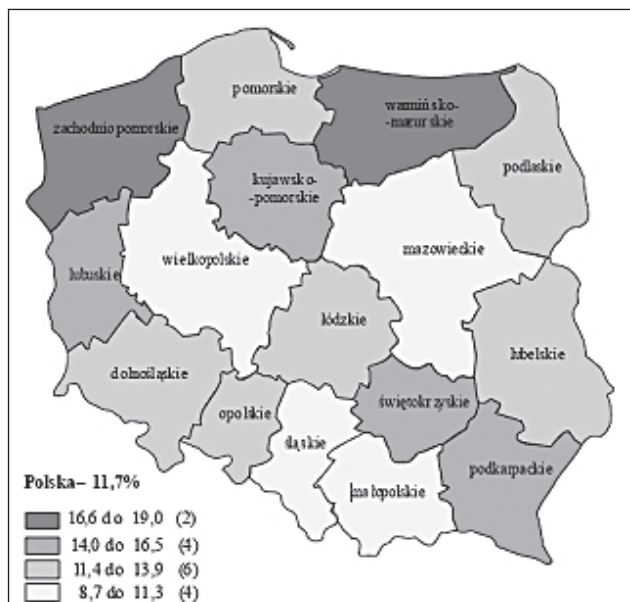 pomorskie
warmińsko-
-mazurskie
zachodniopomorskie
podlaskie
kujawsko-
-pomorskie
wielkopolskie
mazowieckie
lubuskie
łódzkie
lubelskie
dolnośląskie
opolskie
świętokrzyskie
śląskie
podkarpackie
małopolskie
Polska – 11,7%
16,6 do 19,0 (2)
14,0 do 16,5 (4)
11,4 do 13,9 (6)
8,7 do 11,3 (4)